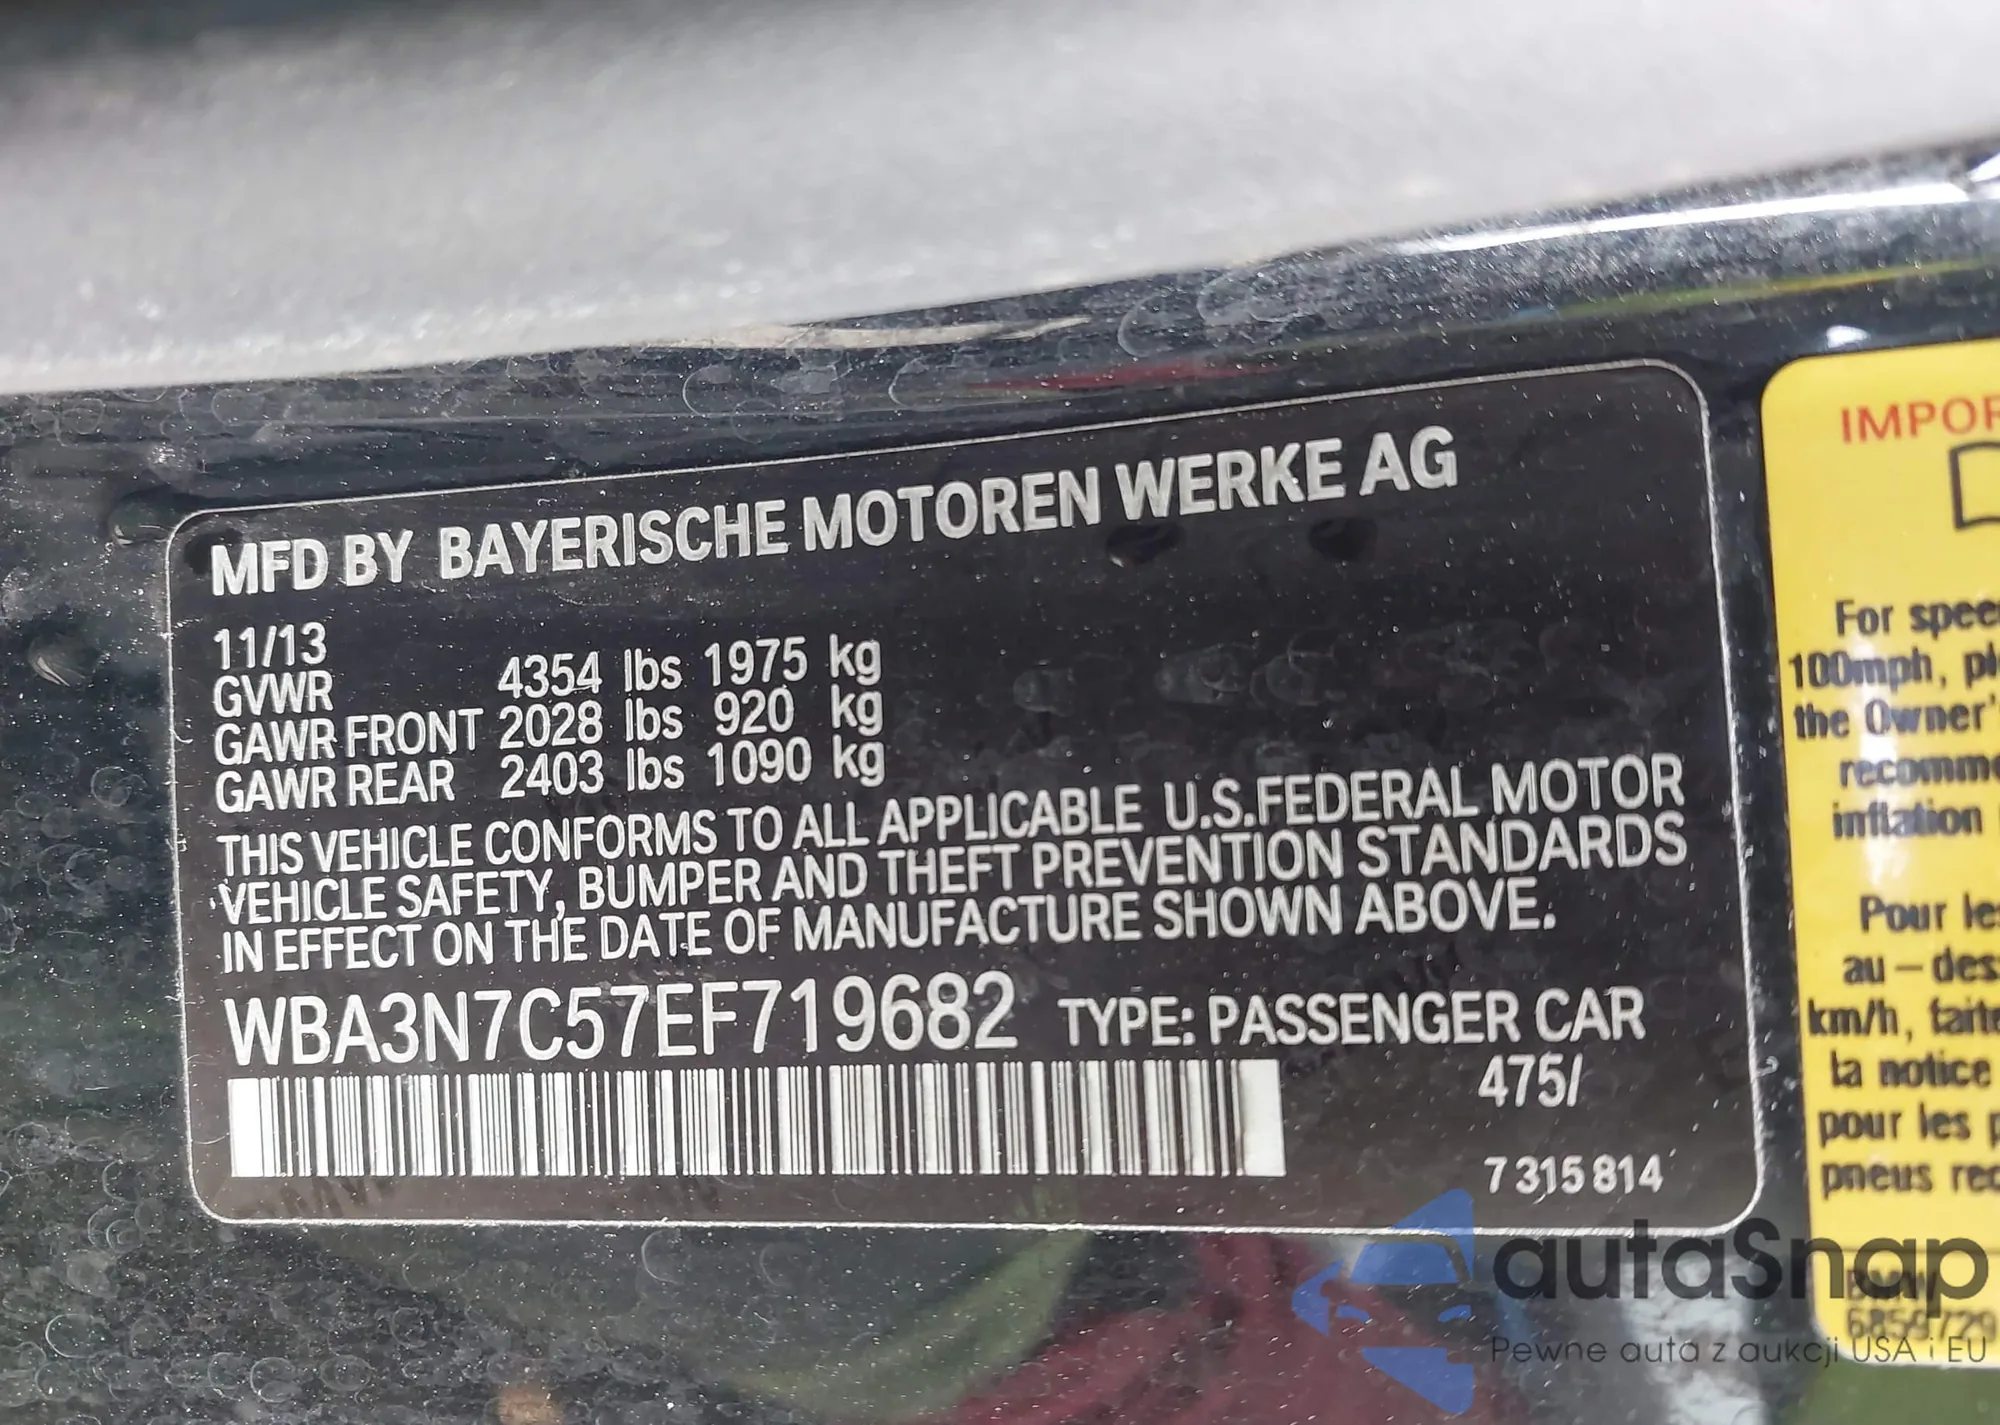 MFD BY BAYERISCHE MOTOREN WERKE AG
11/13
GVWR 4354 lbs 1975 kg
GAWR FRONT 2028 lbs 920 kg
GAWR REAR 2403 lbs 1090 kg
THIS VEHICLE CONFORMS TO ALL APPLICABLE U.S.FEDERAL MOTOR
VEHICLE SAFETY, BUMPER AND THEFT PREVENTION STANDARDS
IN EFFECT ON THE DATE OF MANUFACTURE SHOWN ABOVE.
WBA3N7C57EF719682 TYPE: PASSENGER CAR
475/
7 315 814
IMPOR
For spee
100mph, pl
the Owner's
recomme
inflation
Pour les
au – des
km/h, faite
la notice
pour les p
pneus rec
BMW
autaSnap
Pewne auta z aukcji USA i EU